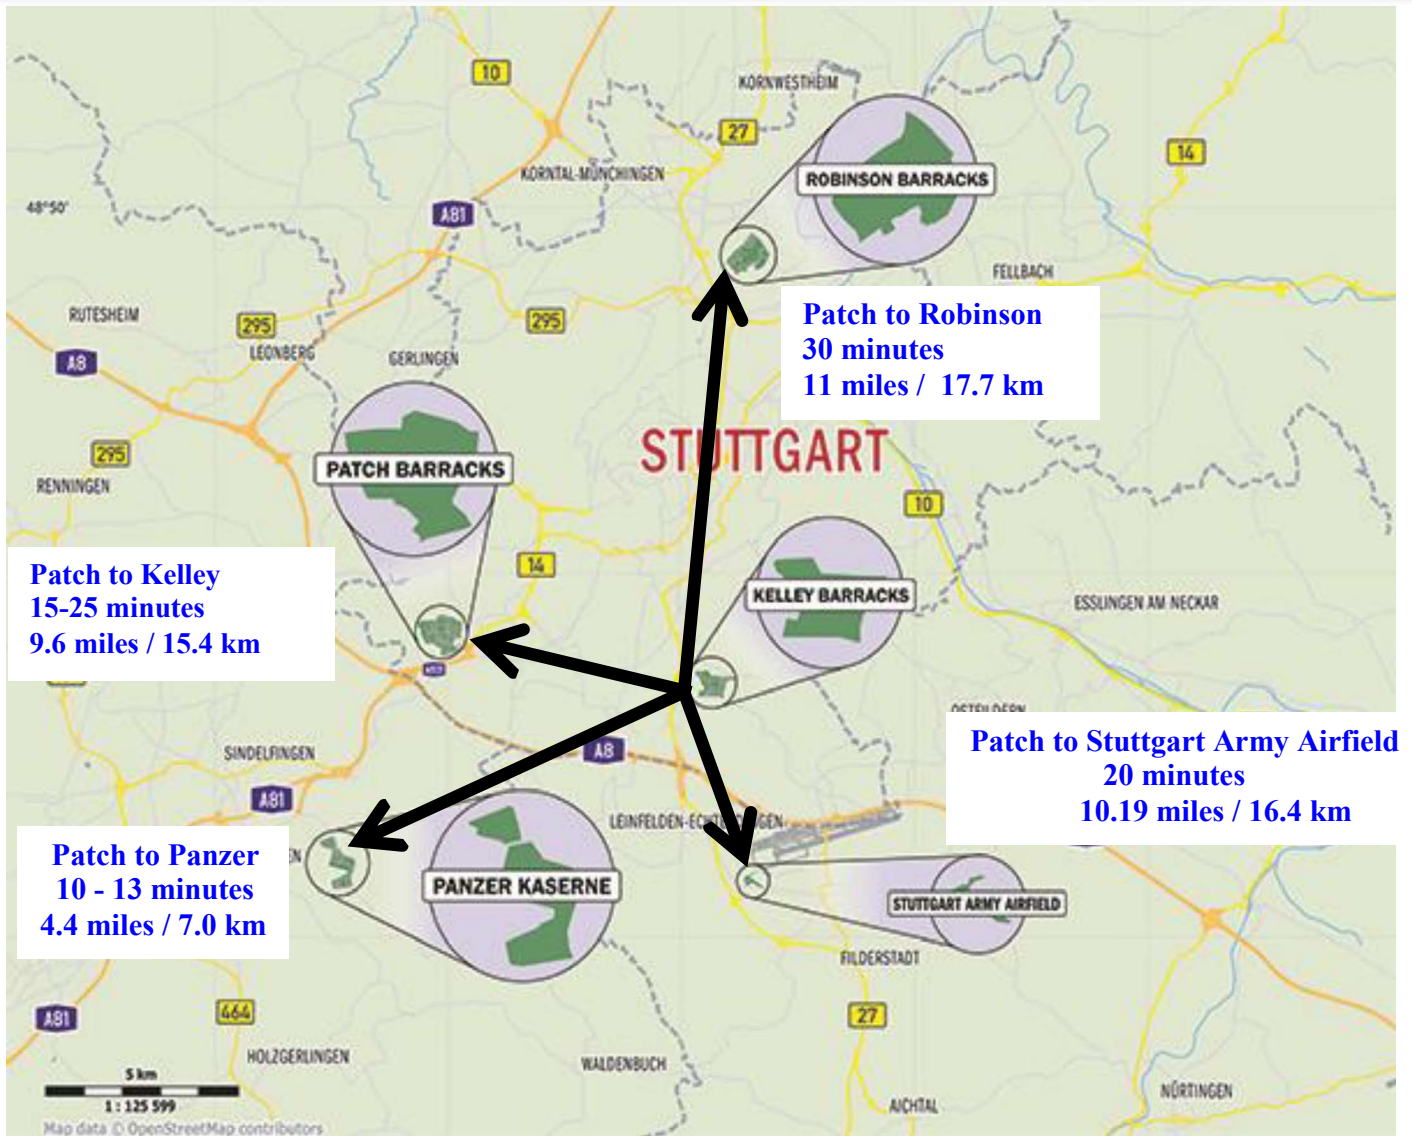 10
KORNWESTHEIM
27
14
KORNTAL-MÜNCHINGEN
ROBINSON BARRACKS
48°50'
A81
FELLBACH
RUTESHEIM
295
295
LEONBERG
GERLINGEN
A8
Patch to Robinson
30 minutes
11 miles / 17.7 km
STUTTGART
295
PATCH BARRACKS
RENNINGEN
10
14
Patch to Kelley
15-25 minutes
9.6 miles / 15.4 km
KELLEY BARRACKS
ESSLINGEN AM NECKAR
OSTFILDERN
SINDELFINGEN
A8
A81
Patch to Stuttgart Army Airfield
20 minutes
10.19 miles / 16.4 km
Patch to Panzer
10 - 13 minutes
4.4 miles / 7.0 km
EN
PANZER KASERNE
STUTTGART ARMY AIRFIELD
FILDERSTADT
A81
464
27
HOLZGERLINGEN
WALDENBUCH
NÜRTINGEN
AICHTAL
5 km
1 : 125 599
Map data © OpenStreetMap contributors